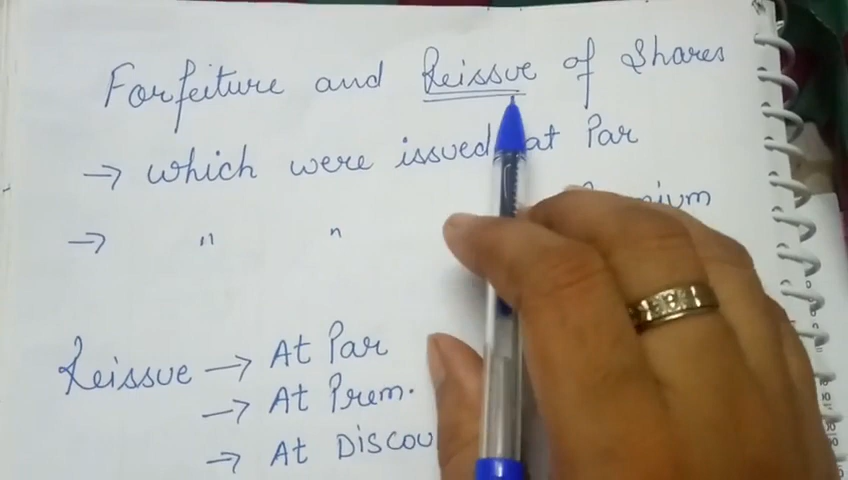 Forfeiture and Reissue of Shares
→ which were issued at Par
→ " "
Reissue → At Par
→ At Prem.
→ At Discou